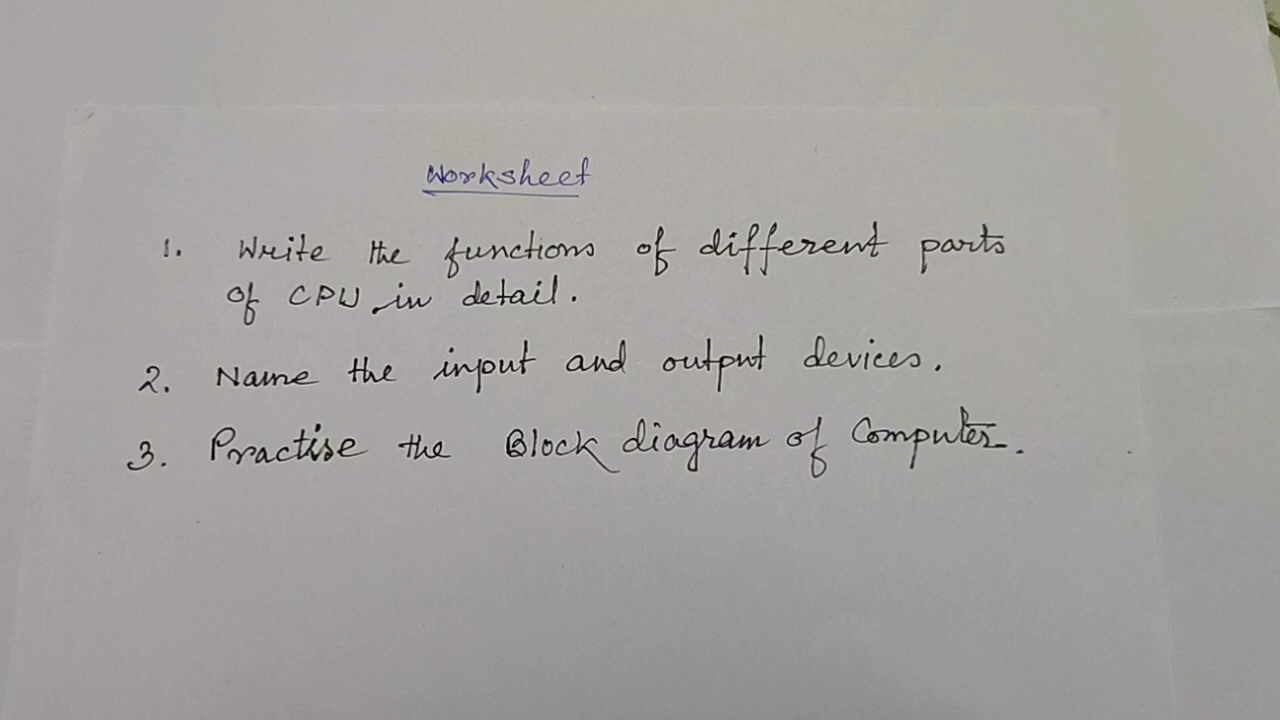 Worksheet
1. Write the functions of different parts
of CPU in detail.
2. Name the input and output devices.
3. Practise the Block diagram of Computer.